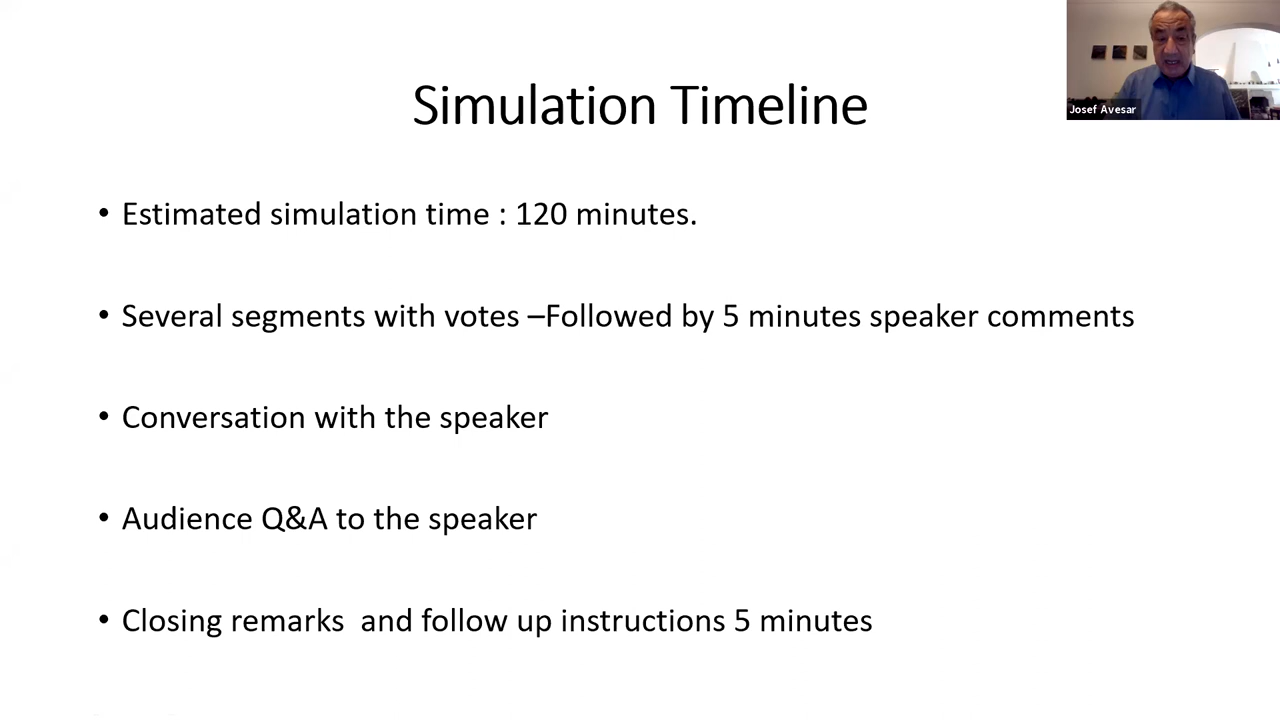 Josef Avesar
Simulation Timeline
• Estimated simulation time : 120 minutes.
• Several segments with votes –Followed by 5 minutes speaker comments
• Conversation with the speaker
• Audience Q&A to the speaker
• Closing remarks  and follow up instructions 5 minutes